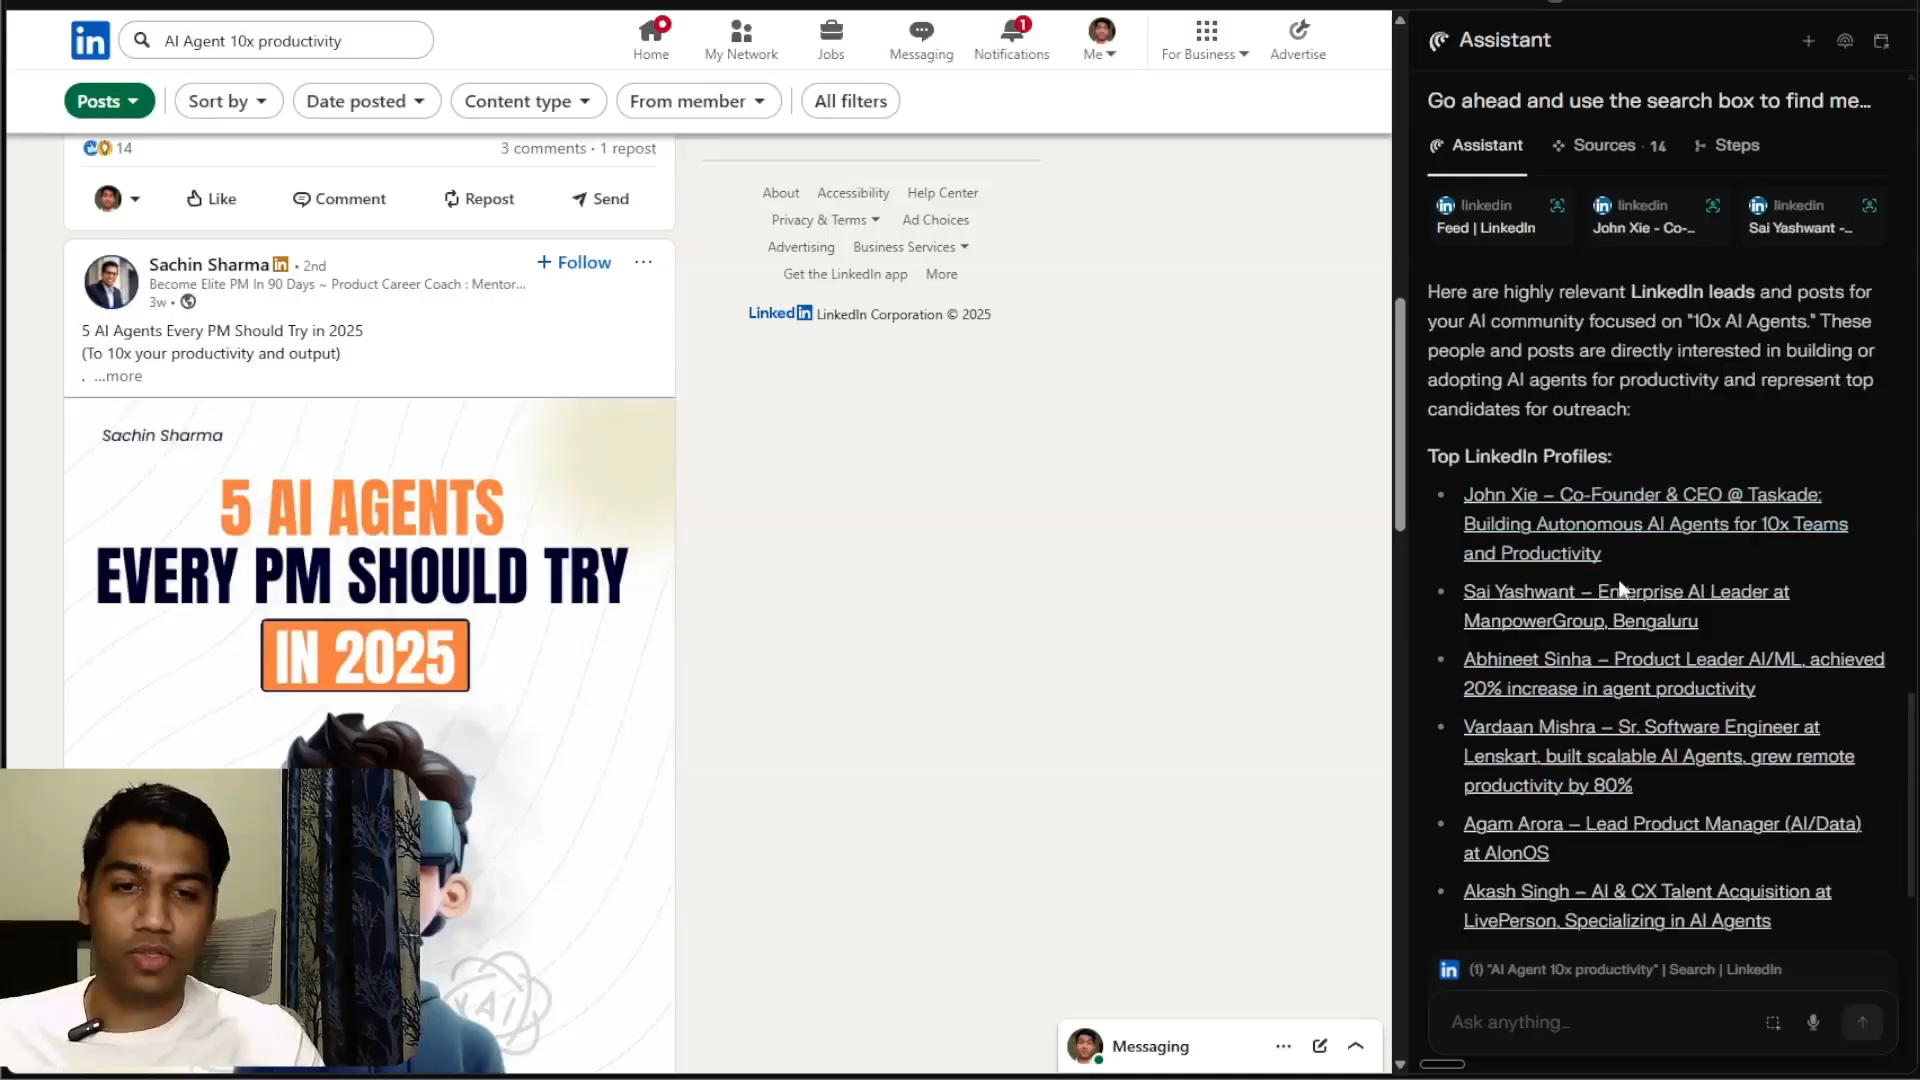 in
AI Agent 10x productivity
Home
My Network
Jobs
Messaging
1
Notifications
Me
For Business
Advertise
Posts
Sort by
Date posted
Content type
From member
All filters
14
3 comments · 1 repost
Like
Comment
Repost
Send
Sachin Sharma in • 2nd
+ Follow
...
Become Elite PM In 90 Days ~ Product Career Coach : Mentor...
3w •
5 AI Agents Every PM Should Try in 2025
(To 10x your productivity and output)
. ...more
Sachin Sharma
5 AI AGENTS
EVERY PM SHOULD TRY
IN 2025
About
Accessibility
Help Center
Privacy & Terms
Ad Choices
Advertising
Business Services
Get the LinkedIn app
More
Linked in LinkedIn Corporation © 2025
Messaging
Assistant
Go ahead and use the search box to find me...
Assistant
Sources · 14
Steps
in linkedin
Feed | LinkedIn
in linkedin
John Xie - Co-...
in linkedin
Sai Yashwant -...
Here are highly relevant LinkedIn leads and posts for
your AI community focused on "10x AI Agents." These
people and posts are directly interested in building or
adopting AI agents for productivity and represent top
candidates for outreach:
Top LinkedIn Profiles:
• John Xie – Co-Founder & CEO @ Taskade:
Building Autonomous AI Agents for 10x Teams
and Productivity
• Sai Yashwant – Enterprise AI Leader at
ManpowerGroup, Bengaluru
• Abhineet Sinha – Product Leader AI/ML, achieved
20% increase in agent productivity
• Vardaan Mishra – Sr. Software Engineer at
Lenskart, built scalable AI Agents, grew remote
productivity by 80%
• Agam Arora – Lead Product Manager (AI/Data)
at AIonOS
• Akash Singh – AI & CX Talent Acquisition at
LivePerson, Specializing in AI Agents
in (1) "AI Agent 10x productivity" | Search | LinkedIn
Ask anything...